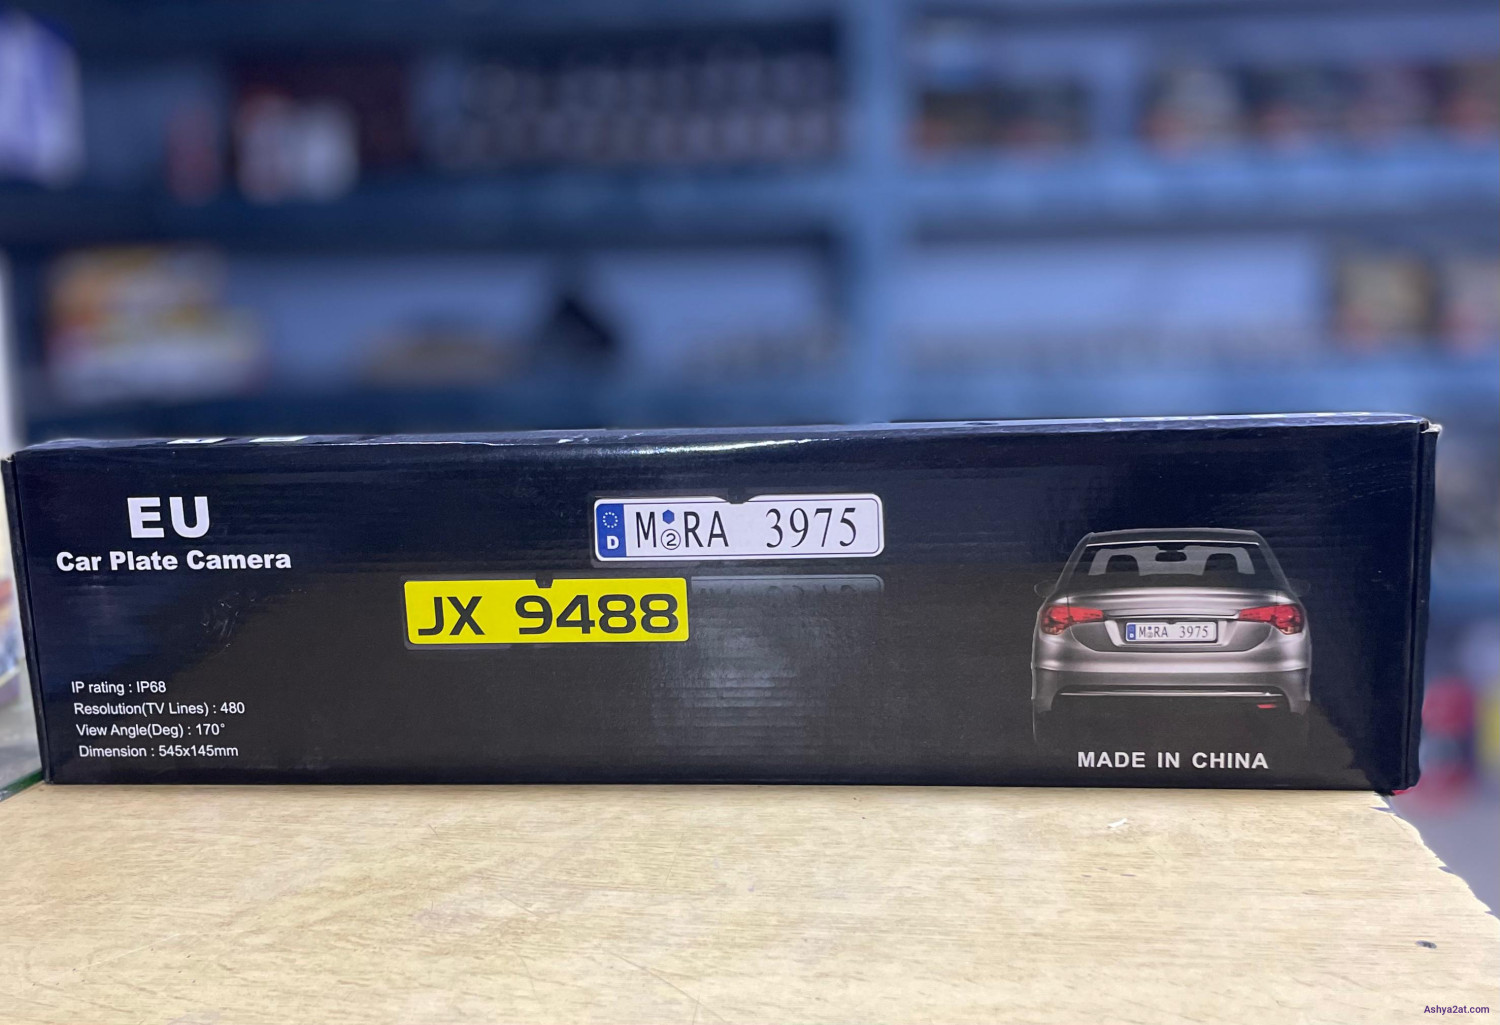 EU
Car Plate Camera
D M 2 RA 3975
JX 9488
IP rating : IP68
Resolution(TV Lines) : 480
View Angle(Deg) : 170°
Dimension : 545x145mm
M RA 3975
MADE IN CHINA
Ashya2at.com